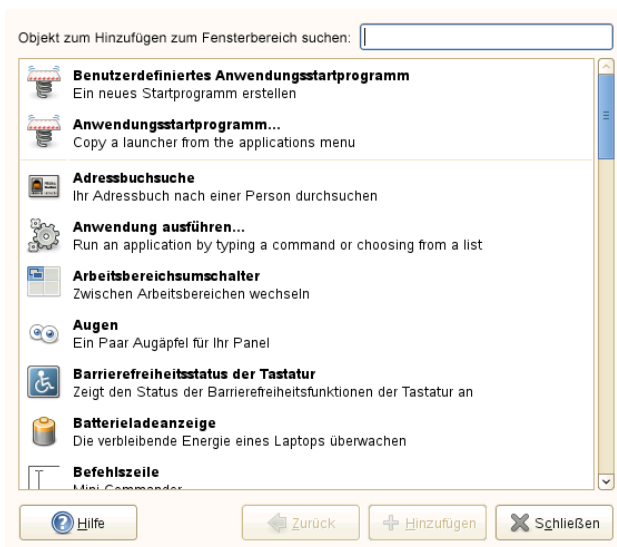 Objekt zum Hinzufügen zum Fensterbereich suchen:
Benutzerdefiniertes Anwendungsstartprogramm
Ein neues Startprogramm erstellen
Anwendungsstartprogramm...
Copy a launcher from the applications menu
Adressbuchsuche
Ihr Adressbuch nach einer Person durchsuchen
Anwendung ausführen...
Run an application by typing a command or choosing from a list
Arbeitsbereichsumschalter
Zwischen Arbeitsbereichen wechseln
Augen
Ein Paar Augäpfel für Ihr Panel
Barrierefreiheitsstatus der Tastatur
Zeigt den Status der Barrierefreiheitsfunktionen der Tastatur an
Batterieladeanzeige
Die verbleibende Energie eines Laptops überwachen
Befehlszeile
Mini-Commander
Hilfe Zurück Hinzufügen Schließen